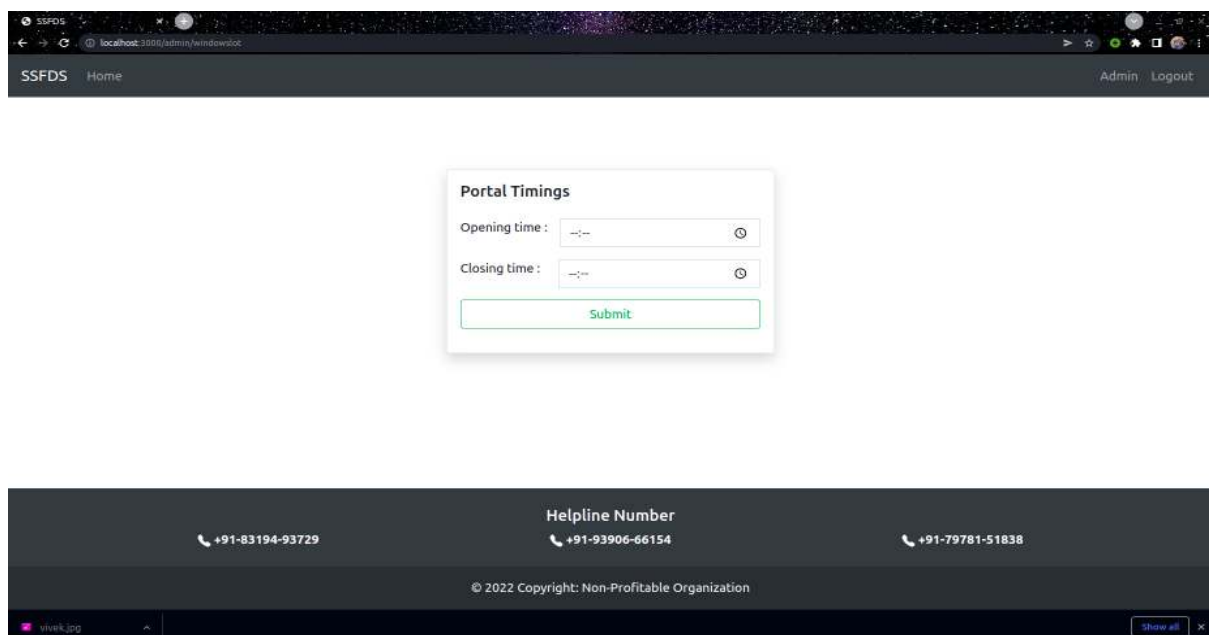 SSFDS
localhost:3000/admin/windowslot
SSFDS Home Admin Logout
Portal Timings
Opening time : --:--
Closing time : --:--
Submit
Helpline Number
+91-83194-93729 +91-93906-66154 +91-79781-51838
© 2022 Copyright: Non-Profitable Organization
vivek.jpg Show all